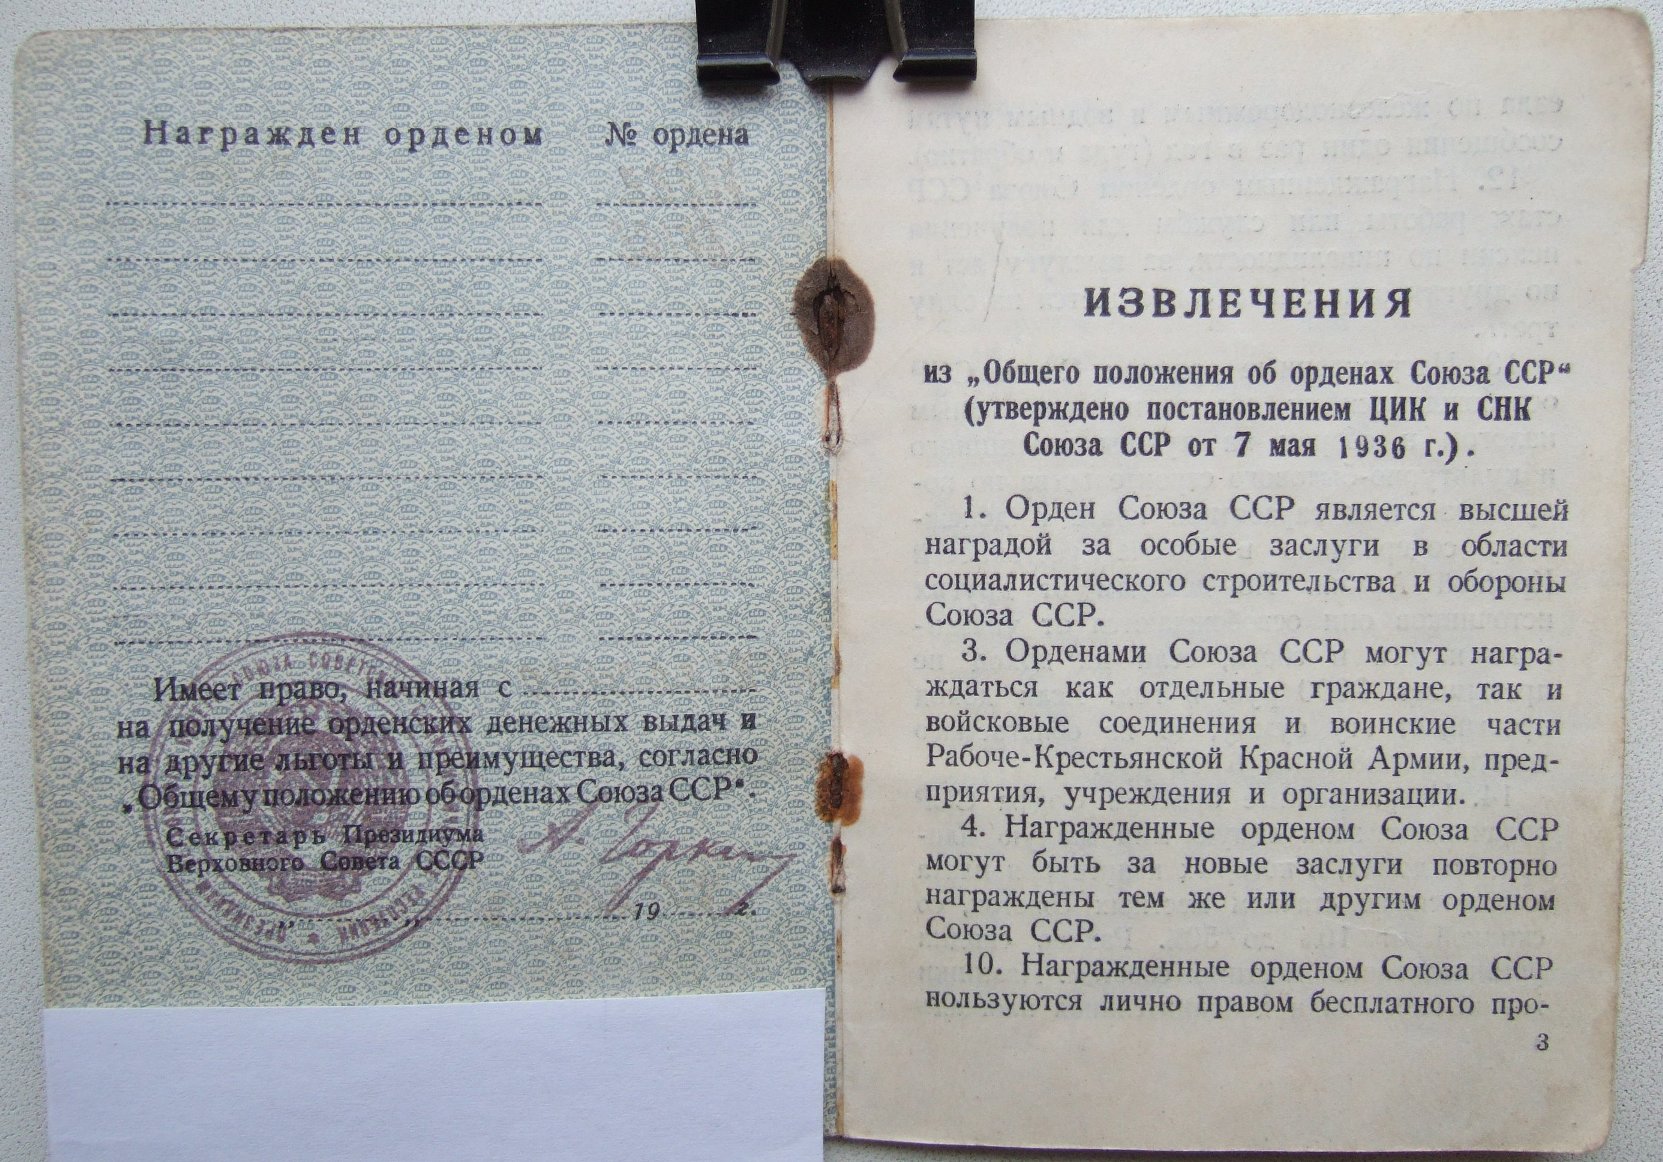 Награжден орденом № ордена
Имеет право, начиная с
на получение орденских денежных выдач и
на другие льготы и преимущества, согласно
„Общему положению об орденах Союза ССР“.
Секретарь Президиума
Верховного Совета СССР
А. Горкин
„ “ 19 г.
СОЮЗА СОВЕТ
ПРЕЗИДИУМ
ИЗВЛЕЧЕНИЯ
из „Общего положения об орденах Союза ССР“
(утверждено постановлением ЦИК и СНК
Союза ССР от 7 мая 1936 г.).
1. Орден Союза ССР является высшей
наградой за особые заслуги в области
социалистического строительства и обороны
Союза ССР.
3. Орденами Союза ССР могут награ-
ждаться как отдельные граждане, так и
войсковые соединения и воинские части
Рабоче-Крестьянской Красной Армии, пред-
приятия, учреждения и организации.
4. Награжденные орденом Союза ССР
могут быть за новые заслуги повторно
награждены тем же или другим орденом
Союза ССР.
10. Награжденные орденом Союза ССР
пользуются лично правом бесплатного про-
3